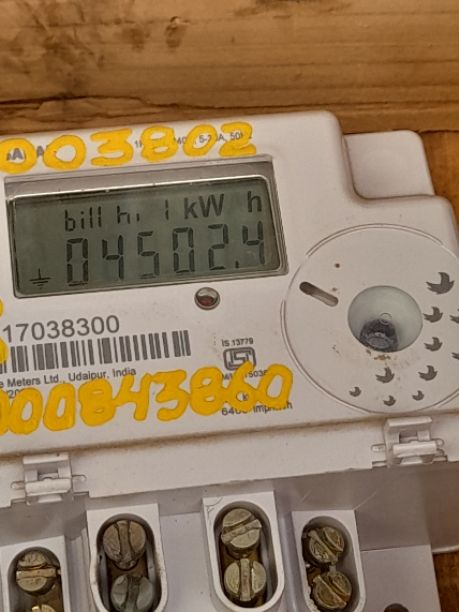 003802
bill hi 1 kW h
04502.4
17038300
IS 13779
e Meters Ltd., Udaipur, India
000843860